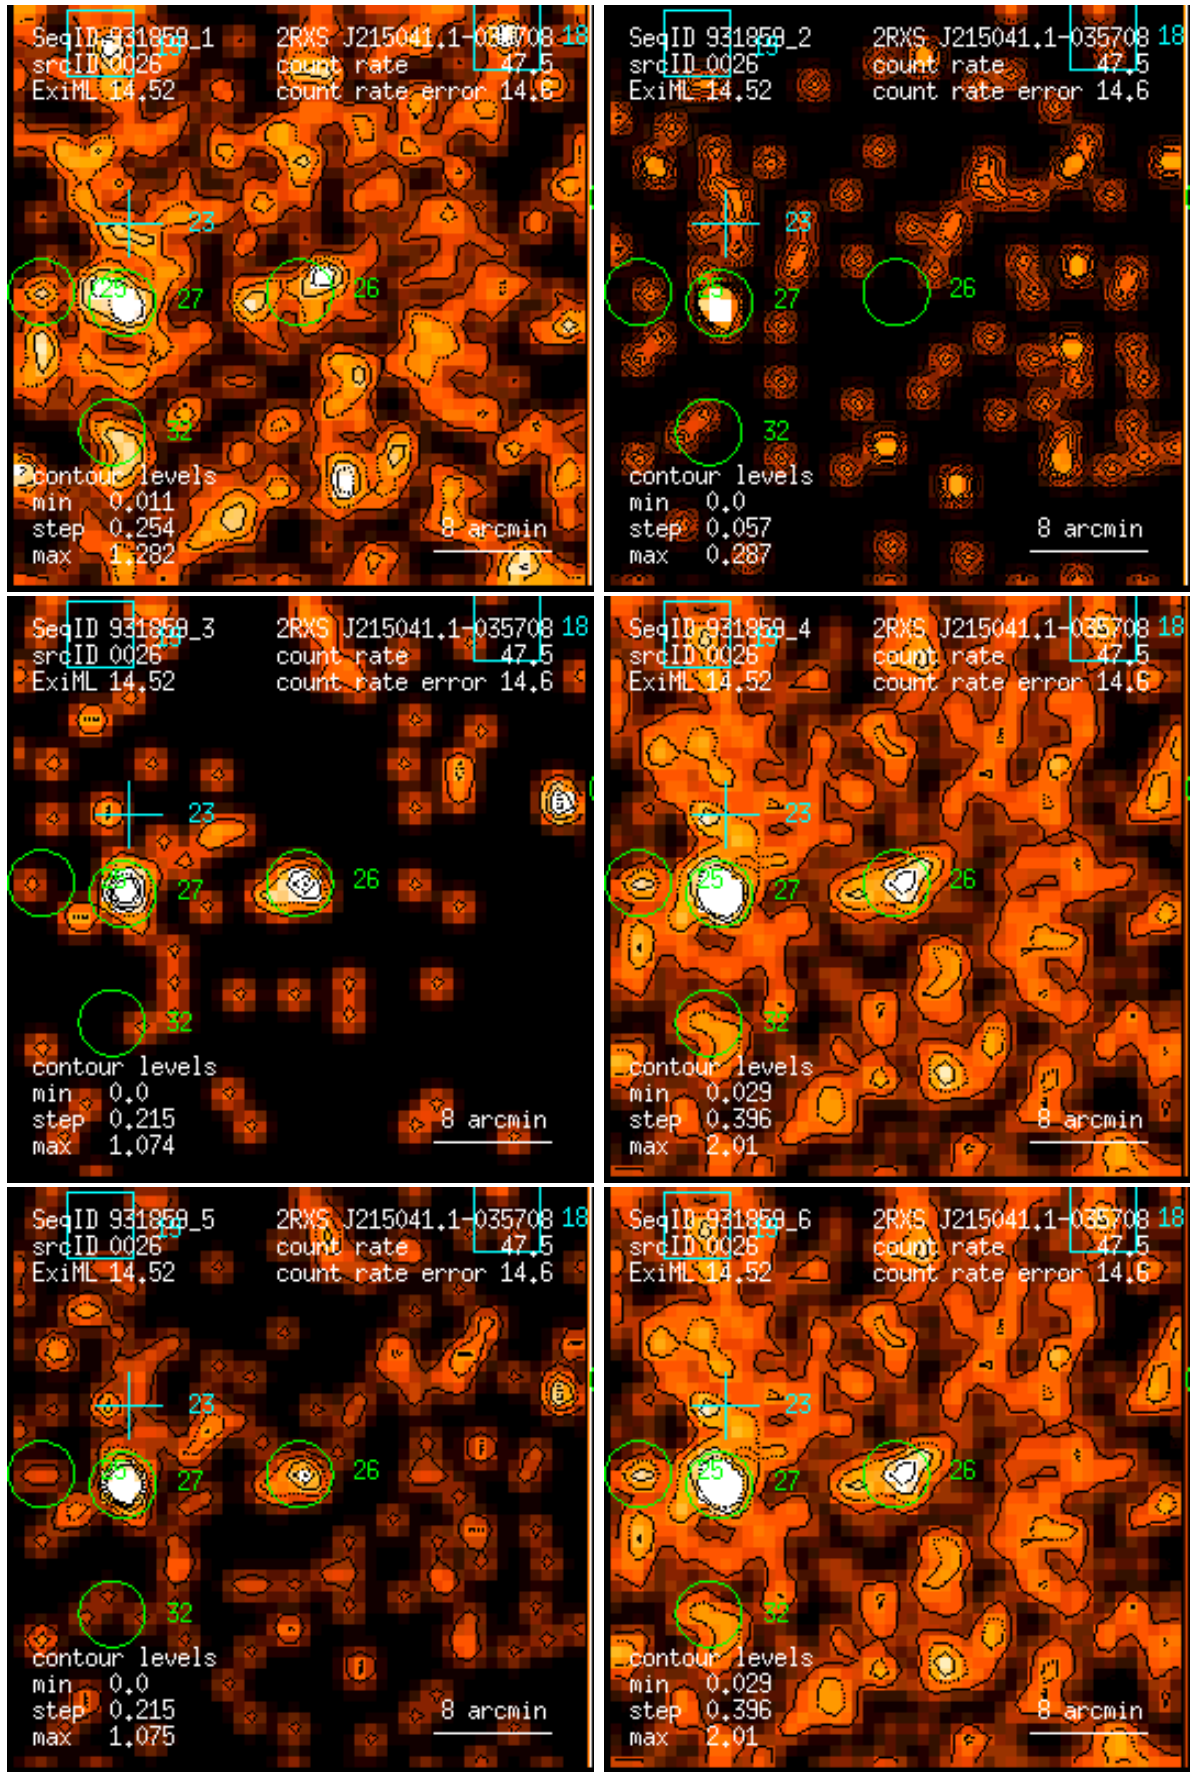 SeqID 931859_1 2RXS J215041.1-035708 18
srcID 0026 19 count rate 47.5
ExiML 14.52 count rate error 14.6
23
25 27 26
32
contour levels
min 0.011
step 0.254 8 arcmin
max 1.282
SeqID 931859_2 2RXS J215041.1-035708 18
srcID 0026 19 count rate 47.5
ExiML 14.52 count rate error 14.6
23
25 27 26
32
contour levels
min 0.0
step 0.057 8 arcmin
max 0.287
SeqID 931859_3 2RXS J215041.1-035708 18
srcID 0026 19 count rate 47.5
ExiML 14.52 count rate error 14.6
23
25 27 26
32
contour levels
min 0.0
step 0.215 8 arcmin
max 1.074
SeqID 931859_4 2RXS J215041.1-035708 18
srcID 0026 19 count rate 47.5
ExiML 14.52 count rate error 14.6
23
25 27 26
32
contour levels
min 0.029
step 0.396 8 arcmin
max 2.01
SeqID 931859_5 2RXS J215041.1-035708 18
srcID 0026 19 count rate 47.5
ExiML 14.52 count rate error 14.6
23
25 27 26
32
contour levels
min 0.0
step 0.215 8 arcmin
max 1.075
SeqID 931859_6 2RXS J215041.1-035708 18
srcID 0026 19 count rate 47.5
ExiML 14.52 count rate error 14.6
23
25 27 26
32
contour levels
min 0.029
step 0.396 8 arcmin
max 2.01